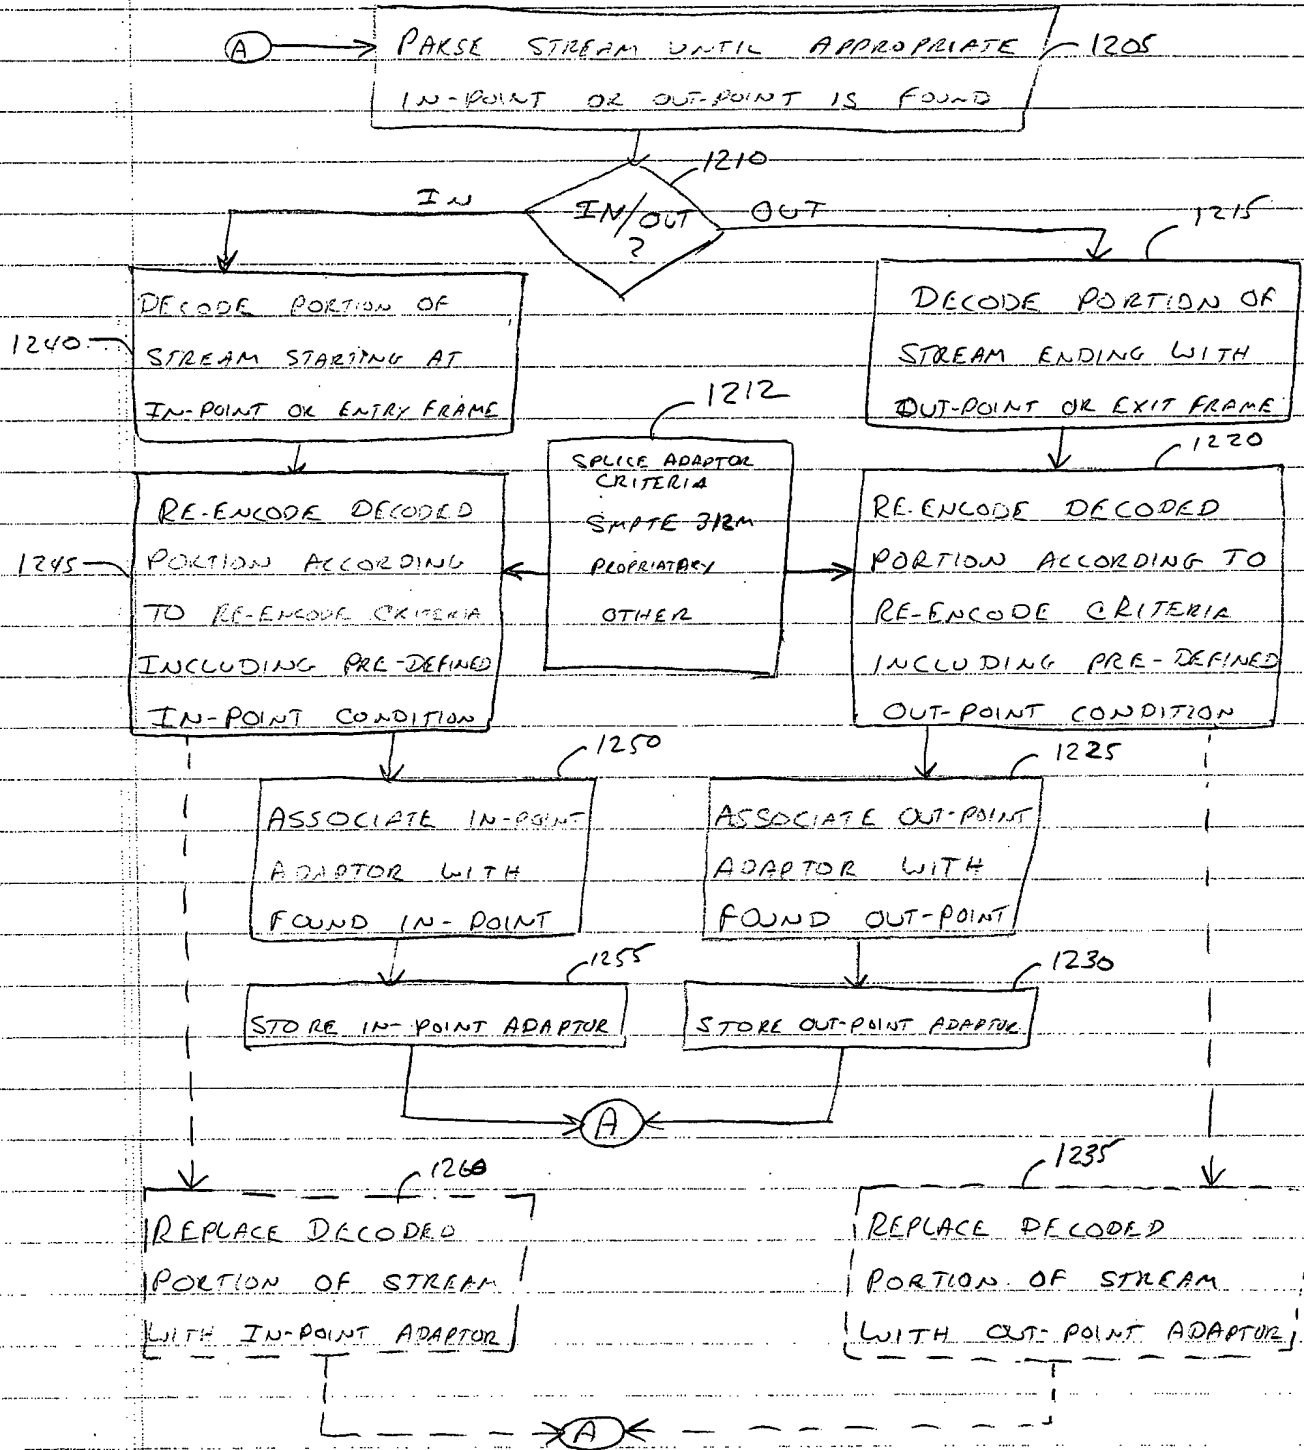 A
PARSE STREAM UNTIL APPROPRIATE
IN-POINT OR OUT-POINT IS FOUND
1205
1210
IN
IN/OUT
?
OUT
1215
DECODE PORTION OF
STREAM STARTING AT
IN-POINT OR ENTRY FRAME
1240
DECODE PORTION OF
STREAM ENDING WITH
OUT-POINT OR EXIT FRAME
1212
SPLICE ADAPTOR
CRITERIA
SMPTE 312M
PROPRIATARY
OTHER
1220
RE-ENCODE DECODED
PORTION ACCORDING
TO RE-ENCODE CRITERIA
INCLUDING PRE-DEFINED
IN-POINT CONDITION
1245
RE-ENCODE DECODED
PORTION ACCORDING TO
RE-ENCODE CRITERIA
INCLUDING PRE-DEFINED
OUT-POINT CONDITION
1250
ASSOCIATE IN-POINT
ADAPTOR WITH
FOUND IN-POINT
1225
ASSOCIATE OUT-POINT
ADAPTOR WITH
FOUND OUT-POINT
1255
STORE IN-POINT ADAPTOR
1230
STORE OUT-POINT ADAPTOR
A
1260
REPLACE DECODED
PORTION OF STREAM
WITH IN-POINT ADAPTOR
1235
REPLACE DECODED
PORTION OF STREAM
WITH OUT-POINT ADAPTOR
A